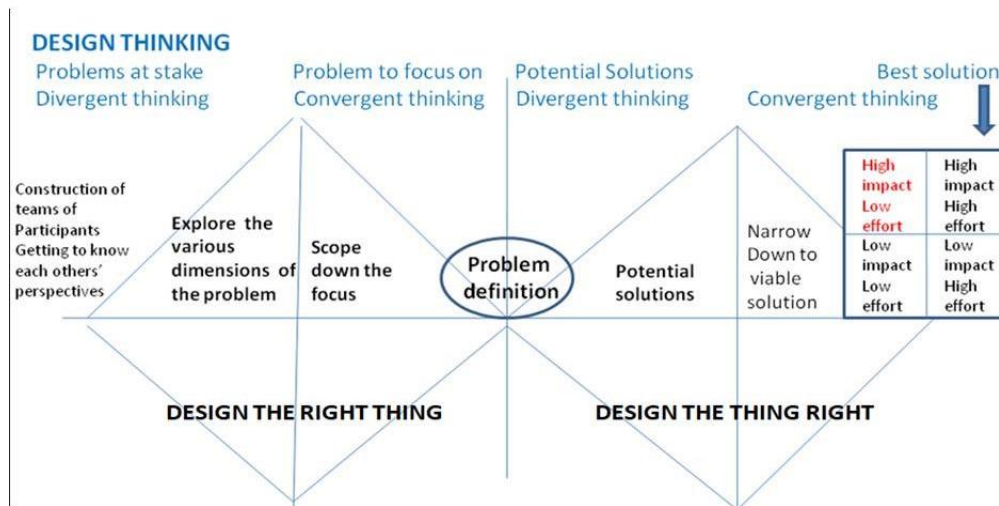 DESIGN THINKING
Problems at stake
Divergent thinking
Problem to focus on
Convergent thinking
Potential Solutions
Divergent thinking
Best solution
Convergent thinking
Construction of
teams of
Participants
Getting to know
each others'
perspectives
Explore the
various
dimensions of
the problem
Scope
down the
focus
Problem
definition
Potential
solutions
Narrow
Down to
viable
solution
High
impact
Low
effort
High
impact
High
effort
Low
impact
Low
effort
Low
impact
High
effort
DESIGN THE RIGHT THING
DESIGN THE THING RIGHT